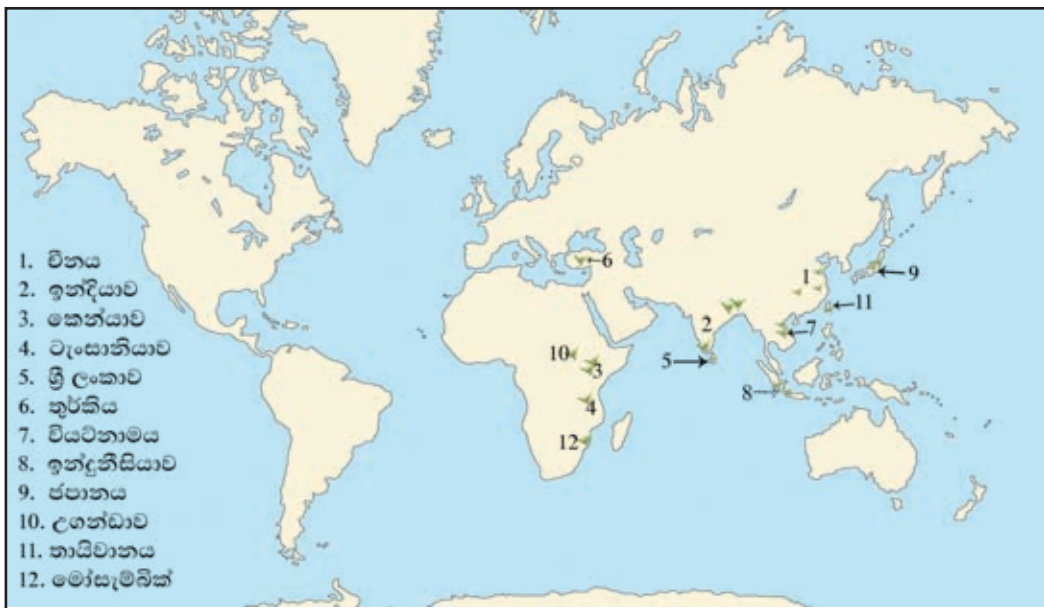 1. චීනය
2. ඉන්දියාව
3. කෙන්යාව
4. ටැංසානියාව
5. ශ්‍රී ලංකාව
6. තුර්කිය
7. වියට්නාමය
8. ඉන්දුනීසියාව
9. ජපානය
10. උගන්ඩාව
11. තායිවානය
12. මෝසැම්බික්
6
1
9
11
2
7
10
5
3
8
4
12